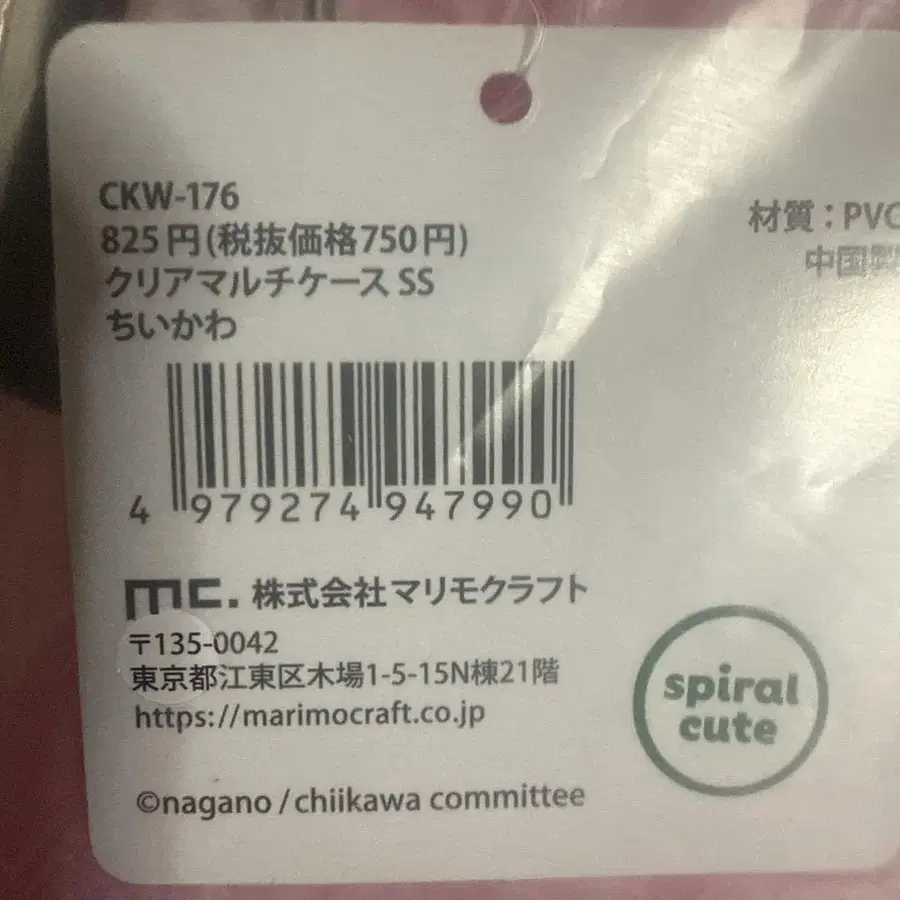 CKW-176
825円(税抜価格750円)
クリアマルチケース SS
ちいかわ
材質：PVC
中国製
4 979274 947990
mc. 株式会社マリモクラフト
〒135-0042
東京都江東区木場1-5-15N棟21階
https://marimocraft.co.jp
spiral
cute
©nagano / chiikawa committee